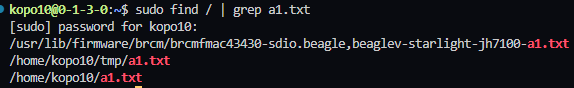 kopo10@0-1-3-0:~$ sudo find / | grep a1.txt
[sudo] password for kopo10:
/usr/lib/firmware/brcm/brcmfmac43430-sdio.beagle,beaglev-starlight-jh7100-a1.txt
/home/kopo10/tmp/a1.txt
/home/kopo10/a1.txt